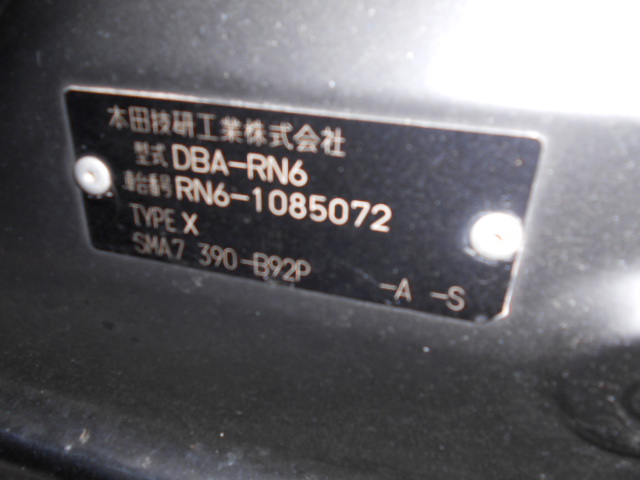 本田技研工業株式会社
型式 DBA-RN6
車台番号 RN6-1085072
TYPE X
SMA7 390-B92P -A -S